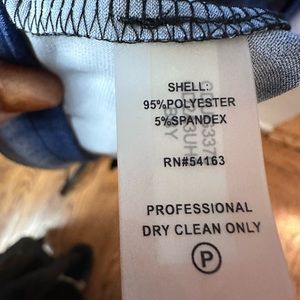 SHELL:
95%POLYESTER
5%SPANDEX
RN#54163
PROFESSIONAL
DRY CLEAN ONLY
P